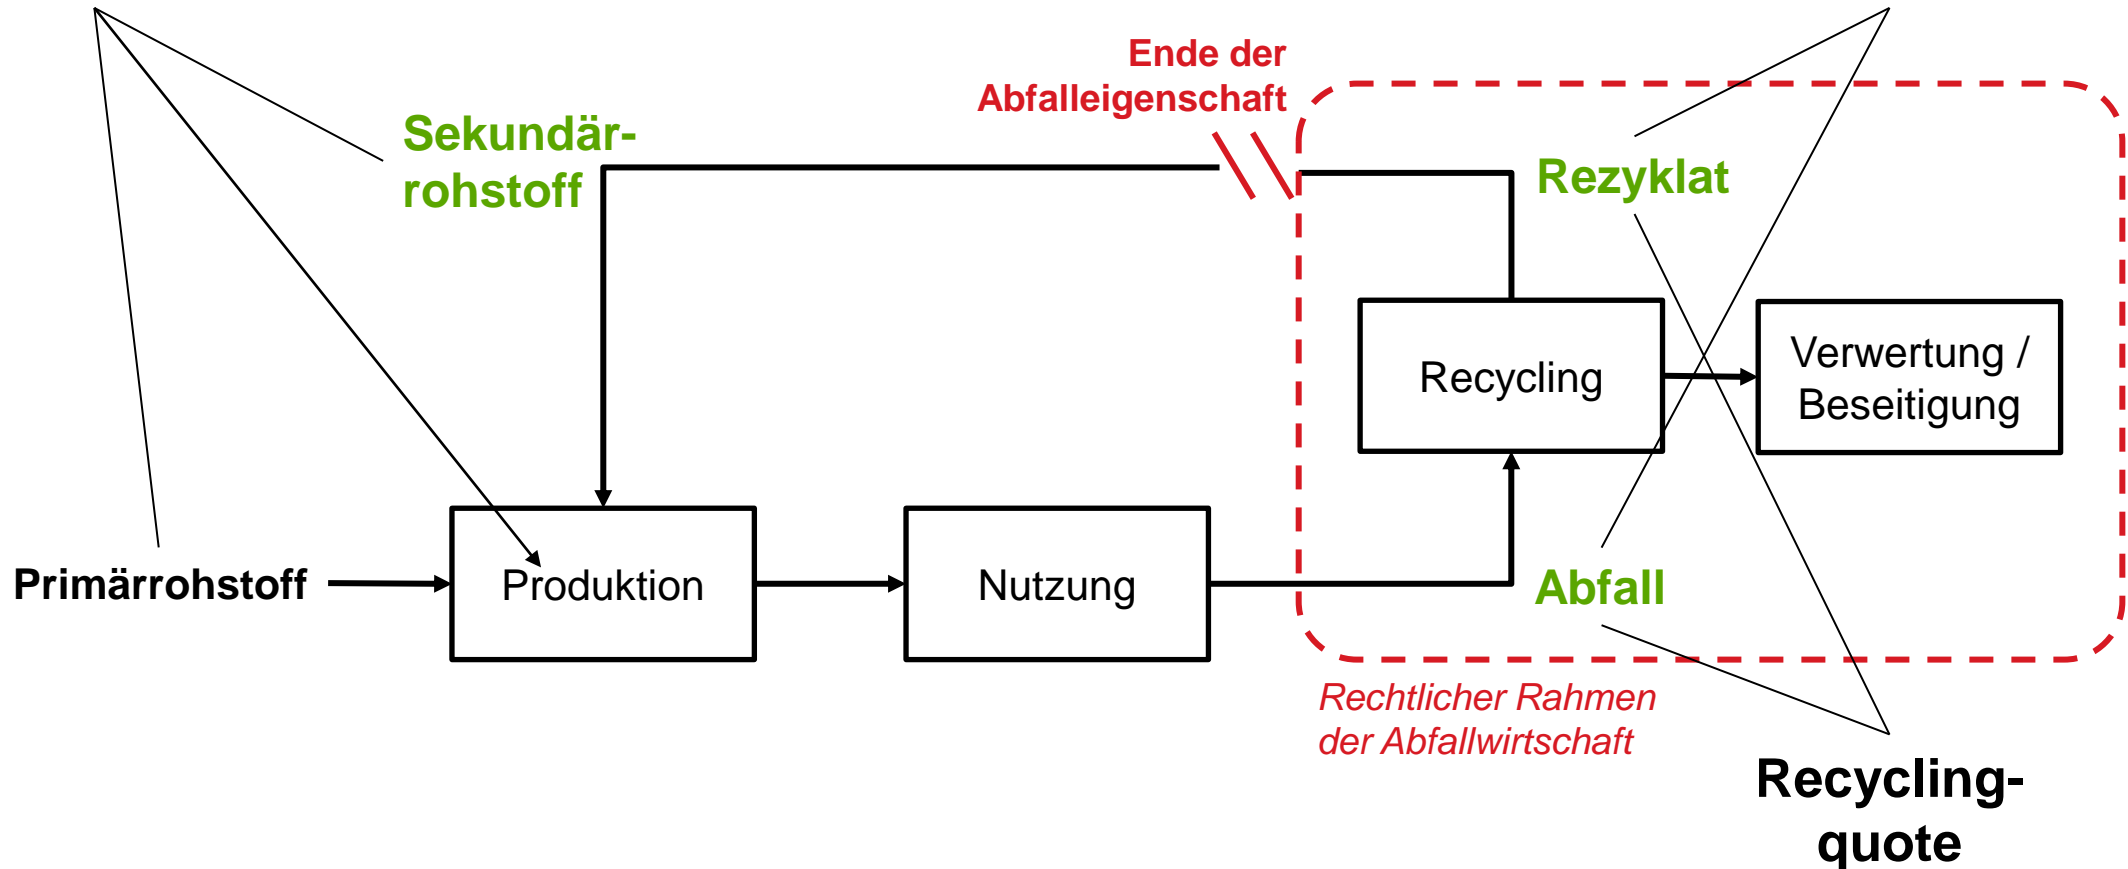 Ende der
Abfalleigenschaft
Sekundär-
rohstoff
Rezyklat
Recycling
Verwertung /
Beseitigung
Primärrohstoff
Produktion
Nutzung
Abfall
Rechtlicher Rahmen
der Abfallwirtschaft
Recycling-
quote